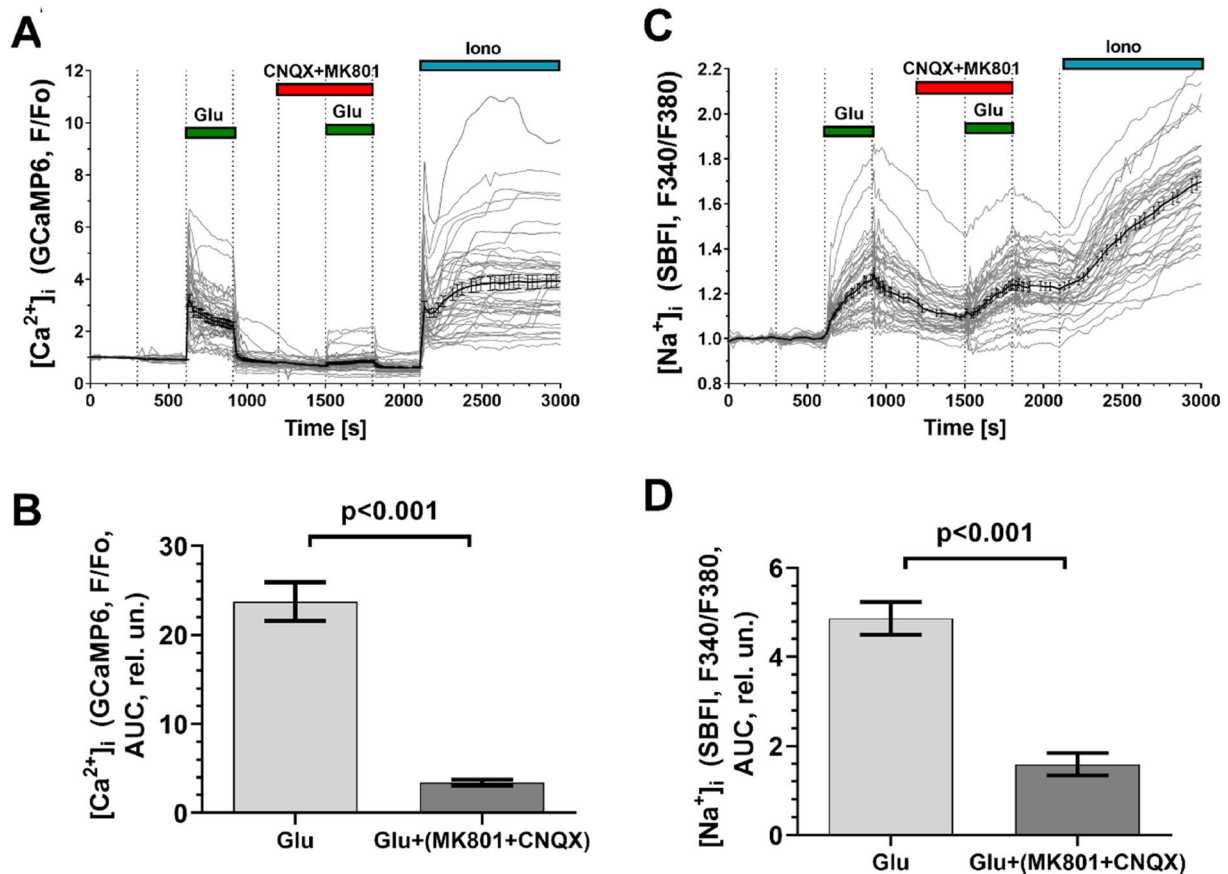 A
Iono
CNQX+MK801
Glu
Glu
12
10
8
6
4
2
0
[Ca²⁺]ᵢ (GCaMP6, F/Fo)
0 500 1000 1500 2000 2500 3000
Time [s]
C
Iono
CNQX+MK801
Glu
Glu
2.2
2.0
1.8
1.6
1.4
1.2
1.0
0.8
[Na⁺]ᵢ (SBFI, F340/F380)
0 500 1000 1500 2000 2500 3000
Time [s]
B
p<0.001
30
20
10
0
[Ca²⁺]ᵢ (GCaMP6, F/Fo,
AUC, rel. un.)
Glu Glu+(MK801+CNQX)
D
p<0.001
6
4
2
0
[Na⁺]ᵢ (SBFI, F340/F380,
AUC, rel. un.)
Glu Glu+(MK801+CNQX)